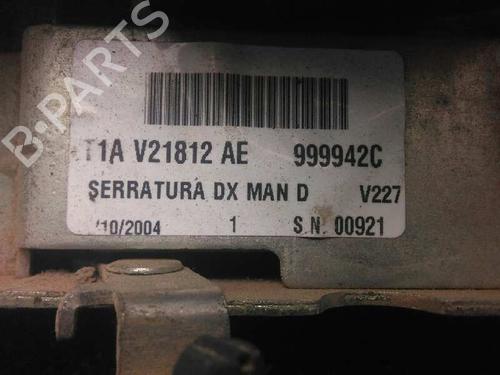 B-PARTS
T1A V21812 AE 999942C
SERRATURA DX MAN D V227
/10/2004 1 S.N. 00921